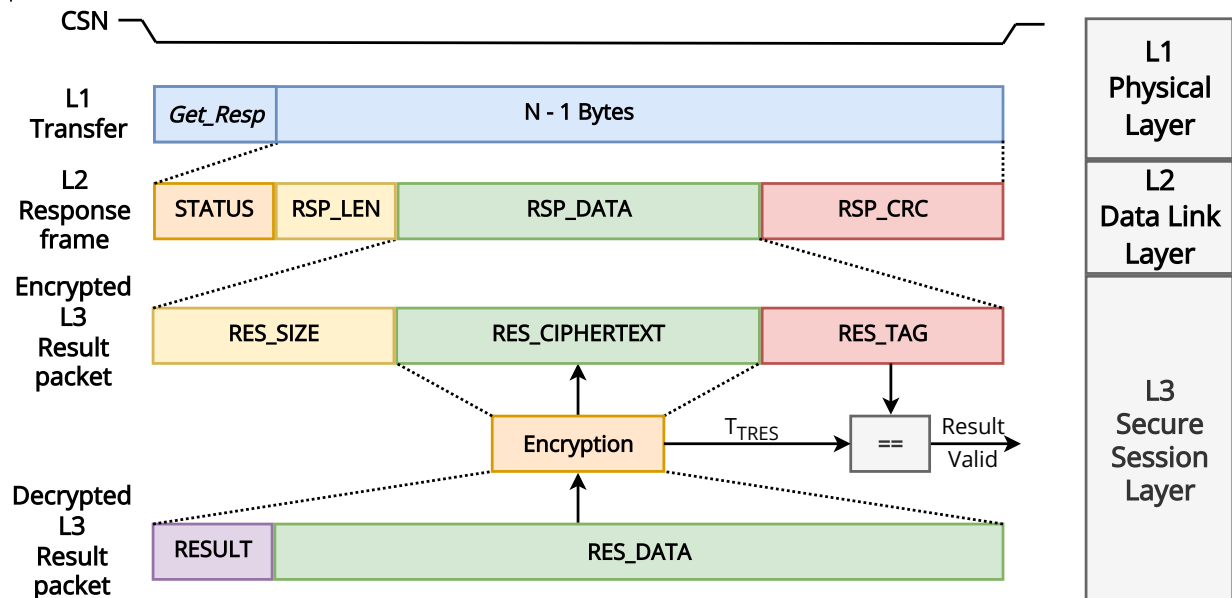 CSN
L1
Transfer
Get_Resp
N - 1 Bytes
L1
Physical
Layer
L2
Response
frame
STATUS
RSP_LEN
RSP_DATA
RSP_CRC
L2
Data Link
Layer
Encrypted
L3
Result
packet
RES_SIZE
RES_CIPHERTEXT
RES_TAG
Encryption
TTRES
==
Result
Valid
L3
Secure
Session
Layer
Decrypted
L3
Result
packet
RESULT
RES_DATA